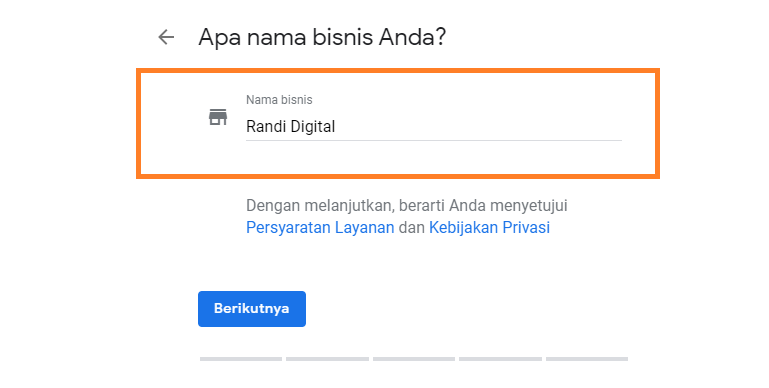 Apa nama bisnis Anda?
Nama bisnis
Randi Digital
Dengan melanjutkan, berarti Anda menyetujui
Persyaratan Layanan dan Kebijakan Privasi
Berikutnya